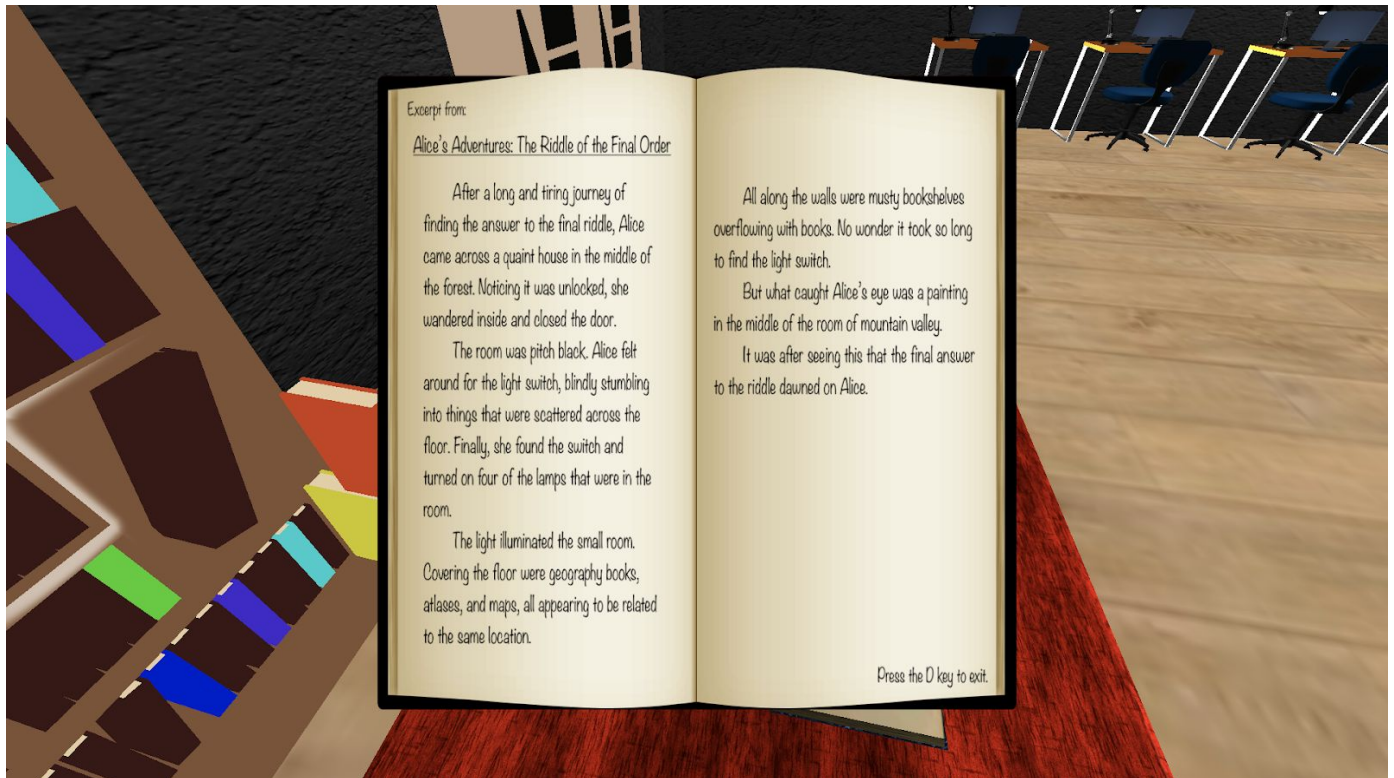 Excerpt from:
Alice's Adventures: The Riddle of the Final Order
After a long and tiring journey of
finding the answer to the final riddle, Alice
came across a quaint house in the middle of
the forest. Noticing it was unlocked, she
wandered inside and closed the door.
The room was pitch black. Alice felt
around for the light switch, blindly stumbling
into things that were scattered across the
floor. Finally, she found the switch and
turned on four of the lamps that were in the
room.
The light illuminated the small room.
Covering the floor were geography books,
atlases, and maps, all appearing to be related
to the same location.
All along the walls were musty bookshelves
overflowing with books. No wonder it took so long
to find the light switch.
But what caught Alice's eye was a painting
in the middle of the room of mountain valley.
It was after seeing this that the final answer
to the riddle dawned on Alice.
Press the D key to exit.